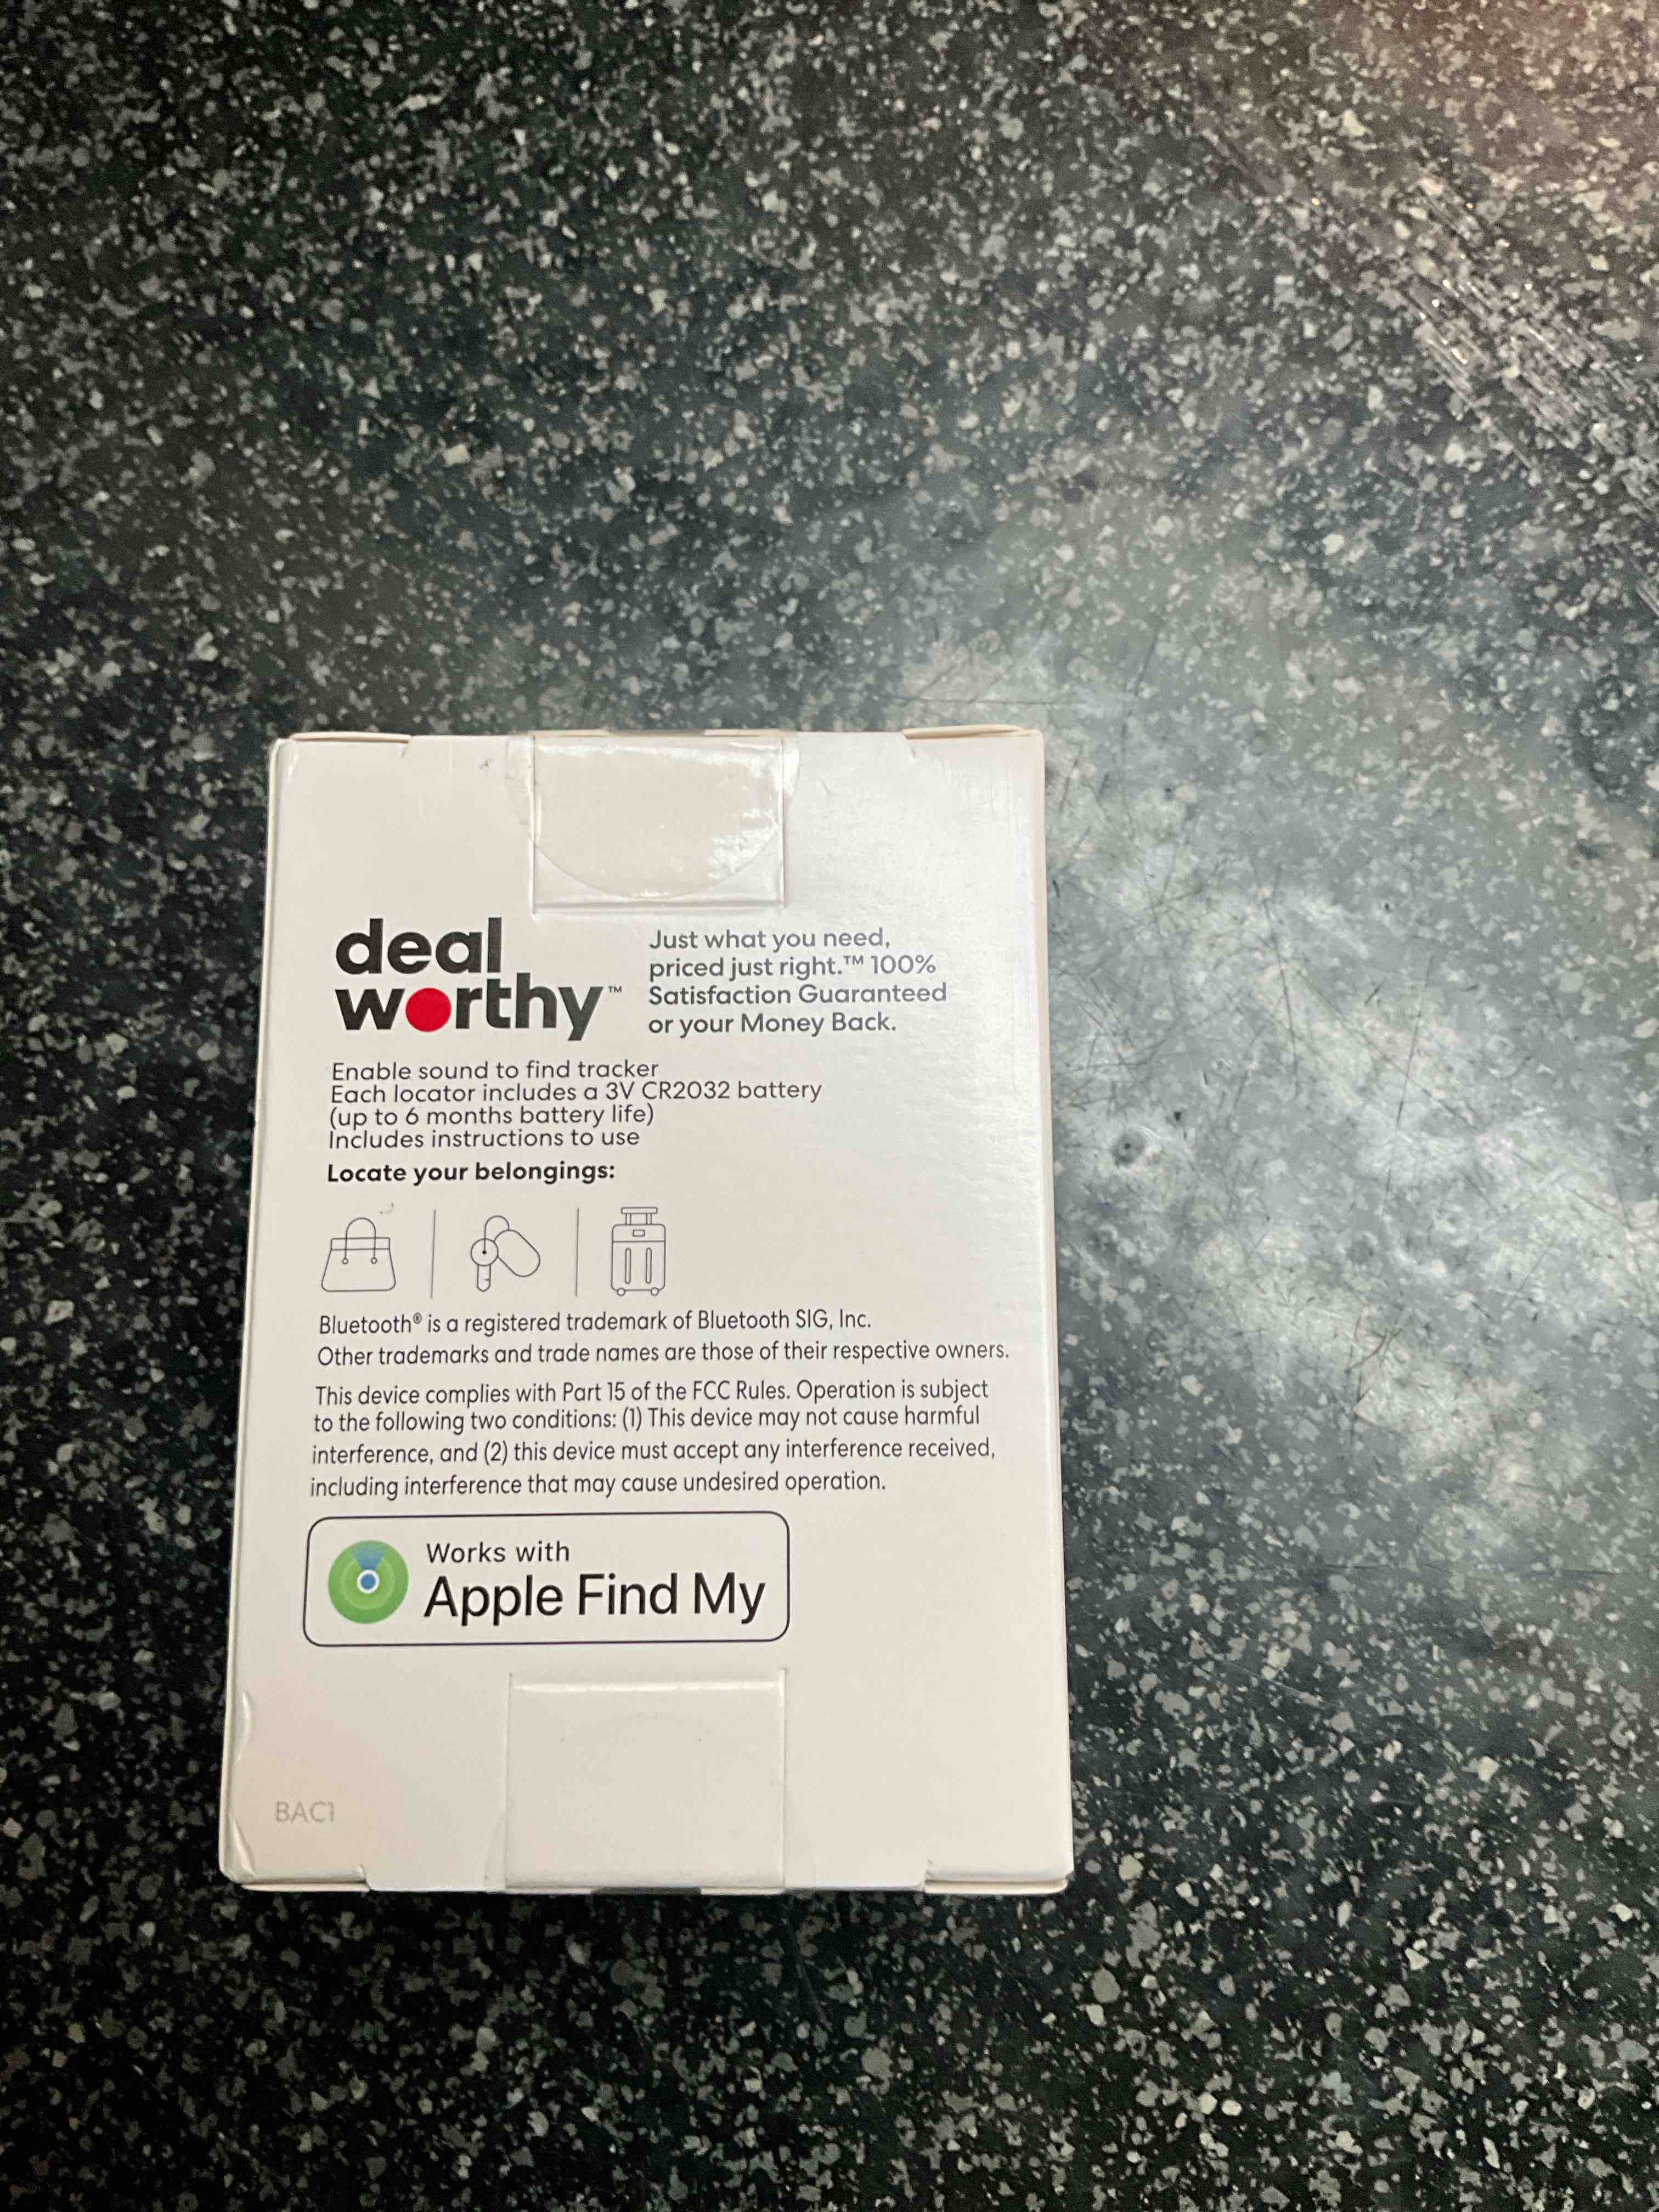 deal
worthy™
Just what you need,
priced just right.™ 100%
Satisfaction Guaranteed
or your Money Back.
Enable sound to find tracker
Each locator includes a 3V CR2032 battery
(up to 6 months battery life)
Includes instructions to use
Locate your belongings:
Bluetooth® is a registered trademark of Bluetooth SIG, Inc.
Other trademarks and trade names are those of their respective owners.
This device complies with Part 15 of the FCC Rules. Operation is subject
to the following two conditions: (1) This device may not cause harmful
interference, and (2) this device must accept any interference received,
including interference that may cause undesired operation.
Works with
Apple Find My
BAC1